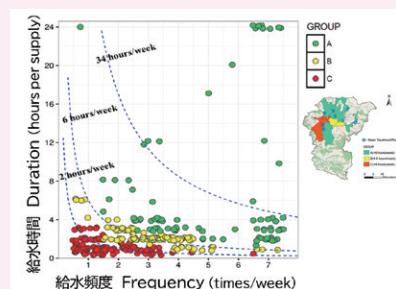 給水時間 Duration (hours per supply)
24
20
16
12
8
4
0
34 hours/week
6 hours/week
2 hours/week
0
1
2
3
4
5
6
7
給水頻度 Frequency (times/week)
GROUP
A
B
C
GROUP